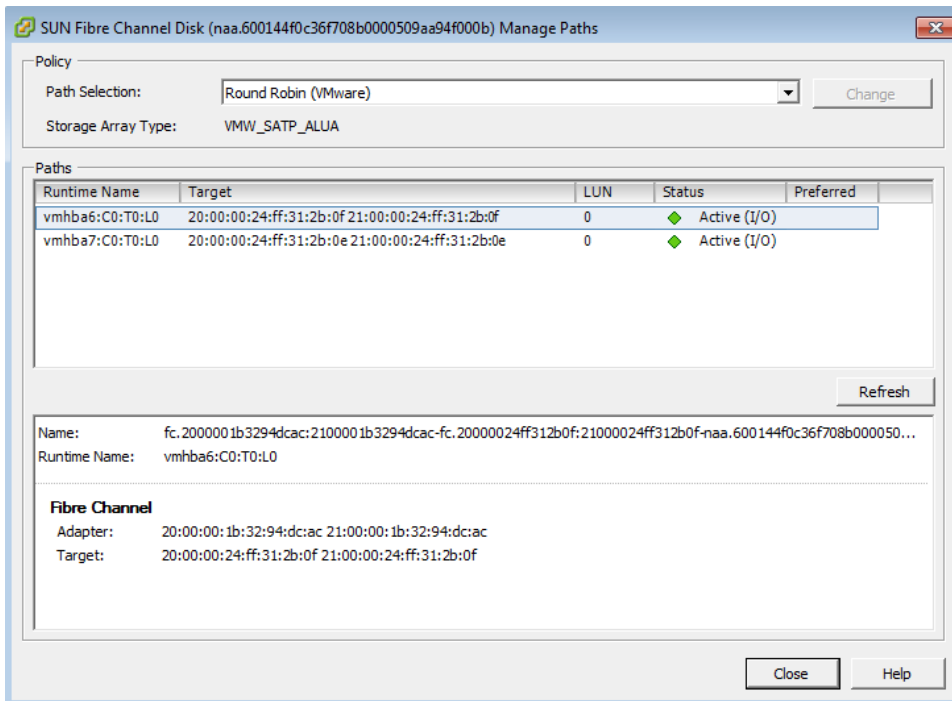 SUN Fibre Channel Disk (naa.600144f0c36f708b0000509aa94f000b) Manage Paths
Policy
Path Selection: Round Robin (VMware) Change
Storage Array Type: VMW_SATP_ALUA
Paths
Runtime Name Target LUN Status Preferred
vmhba6:C0:T0:L0 20:00:00:24:ff:31:2b:0f 21:00:00:24:ff:31:2b:0f 0 Active (I/O)
vmhba7:C0:T0:L0 20:00:00:24:ff:31:2b:0e 21:00:00:24:ff:31:2b:0e 0 Active (I/O)
Refresh
Name: fc.2000001b3294dcac:2100001b3294dcac-fc.20000024ff312b0f:21000024ff312b0f-naa.600144f0c36f708b000050...
Runtime Name: vmhba6:C0:T0:L0
Fibre Channel
Adapter: 20:00:00:1b:32:94:dc:ac 21:00:00:1b:32:94:dc:ac
Target: 20:00:00:24:ff:31:2b:0f 21:00:00:24:ff:31:2b:0f
Close Help